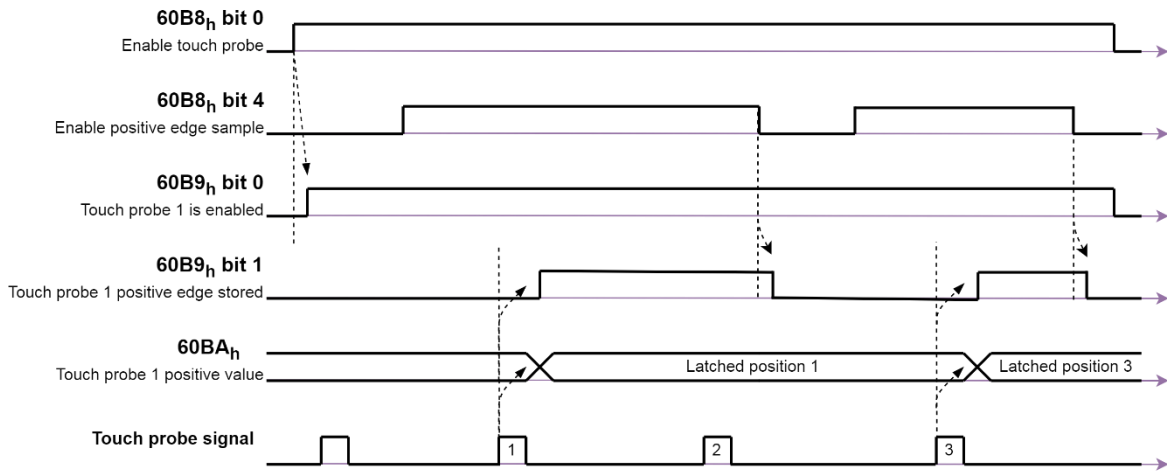 60B8h bit 0
Enable touch probe
60B8h bit 4
Enable positive edge sample
60B9h bit 0
Touch probe 1 is enabled
60B9h bit 1
Touch probe 1 positive edge stored
60BAh
Touch probe 1 positive value
Latched position 1
Latched position 3
Touch probe signal
1
2
3